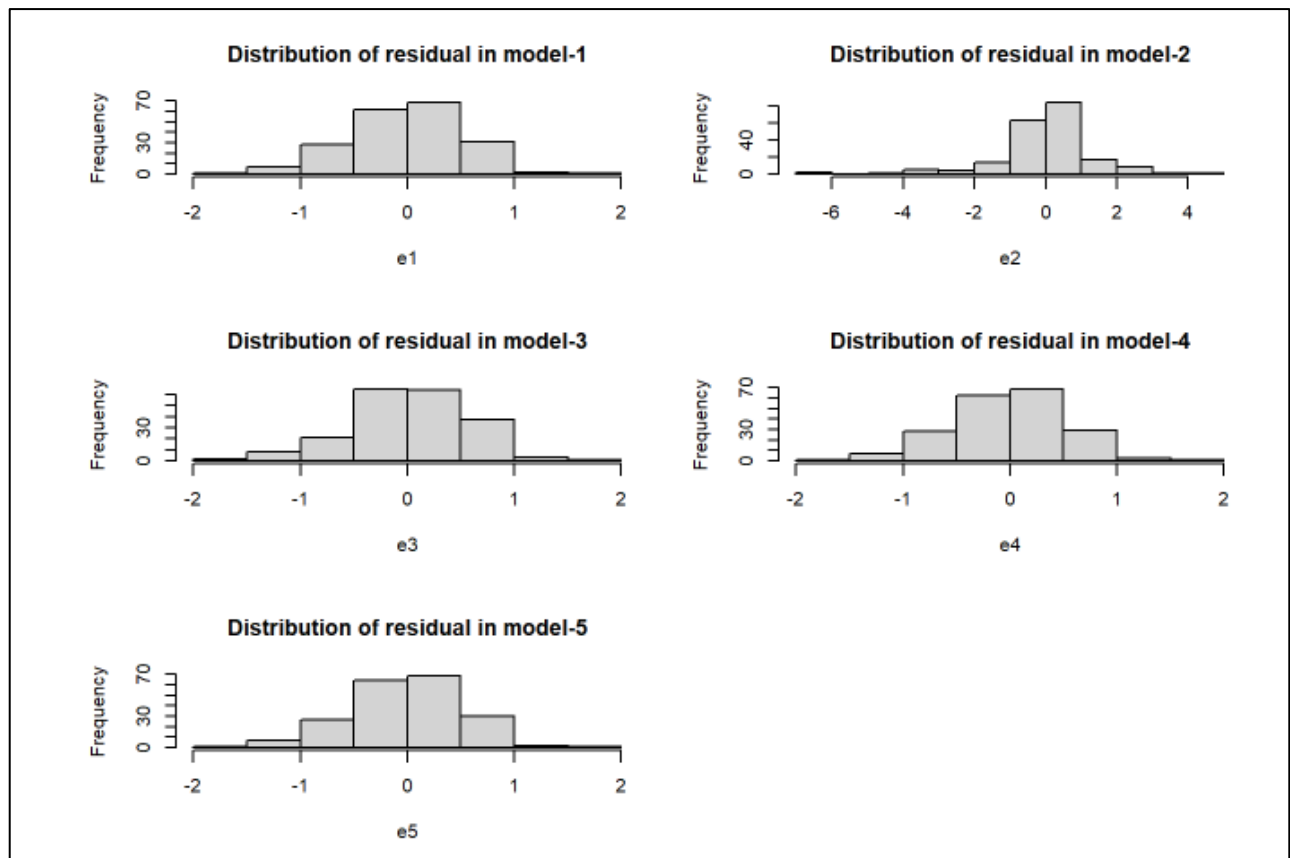 Distribution of residual in model-1
Frequency
0 30 70
-2 -1 0 1 2
e1
Distribution of residual in model-2
Frequency
0 40
-6 -4 -2 0 2 4
e2
Distribution of residual in model-3
Frequency
0 30
-2 -1 0 1 2
e3
Distribution of residual in model-4
Frequency
0 30 70
-2 -1 0 1 2
e4
Distribution of residual in model-5
Frequency
0 30 70
-2 -1 0 1 2
e5